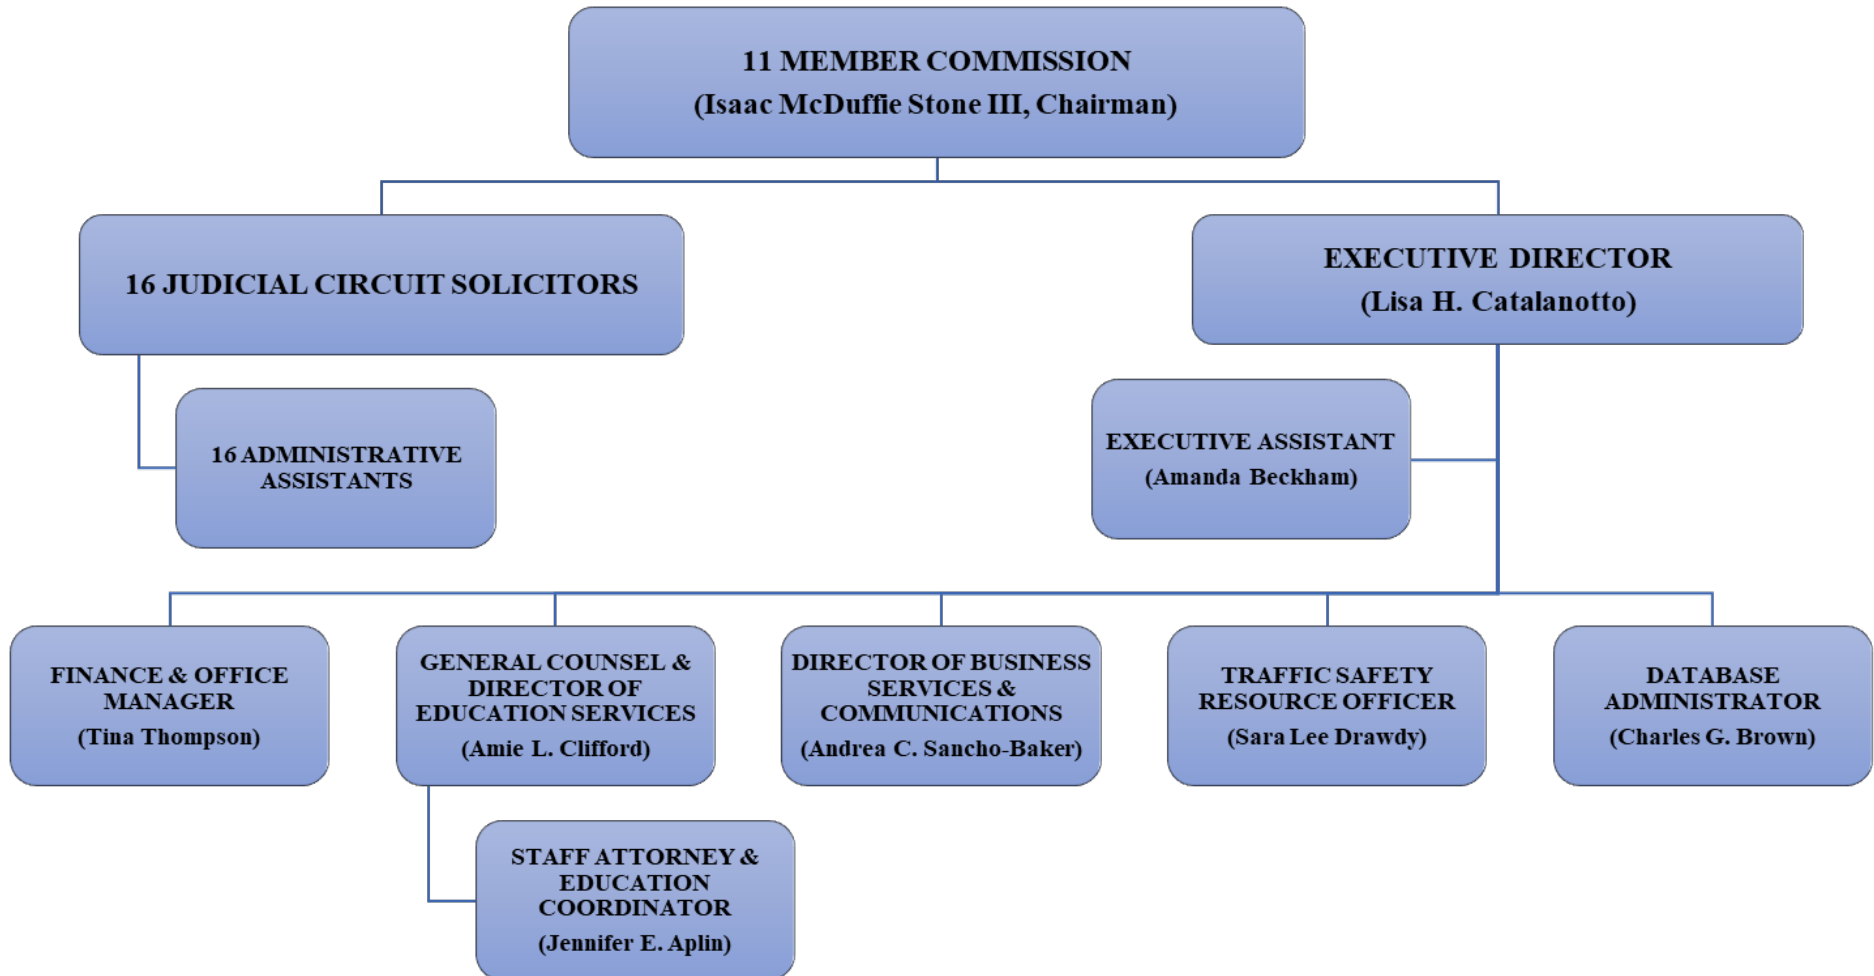 11 MEMBER COMMISSION
(Isaac McDuffie Stone III, Chairman)
16 JUDICIAL CIRCUIT SOLICITORS
EXECUTIVE DIRECTOR
(Lisa H. Catalanotto)
16 ADMINISTRATIVE
ASSISTANTS
EXECUTIVE ASSISTANT
(Amanda Beckham)
FINANCE & OFFICE
MANAGER
(Tina Thompson)
GENERAL COUNSEL &
DIRECTOR OF
EDUCATION SERVICES
(Amie L. Clifford)
DIRECTOR OF BUSINESS
SERVICES &
COMMUNICATIONS
(Andrea C. Sancho-Baker)
TRAFFIC SAFETY
RESOURCE OFFICER
(Sara Lee Drawdy)
DATABASE
ADMINISTRATOR
(Charles G. Brown)
STAFF ATTORNEY &
EDUCATION
COORDINATOR
(Jennifer E. Aplin)